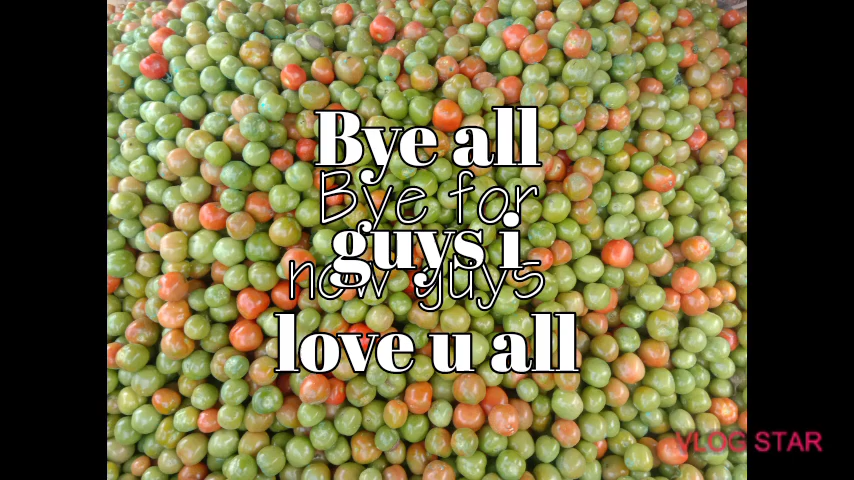 Bye all
Bye for
guys i
now guys
love u all
VLOG STAR